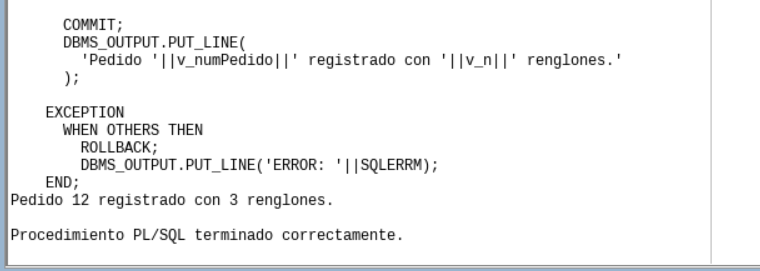 COMMIT;
DBMS_OUTPUT.PUT_LINE(
'Pedido '||v_numPedido||' registrado con '||v_n||' renglones.'
);
EXCEPTION
WHEN OTHERS THEN
ROLLBACK;
DBMS_OUTPUT.PUT_LINE('ERROR: '||SQLERRM);
END;
Pedido 12 registrado con 3 renglones.
Procedimiento PL/SQL terminado correctamente.